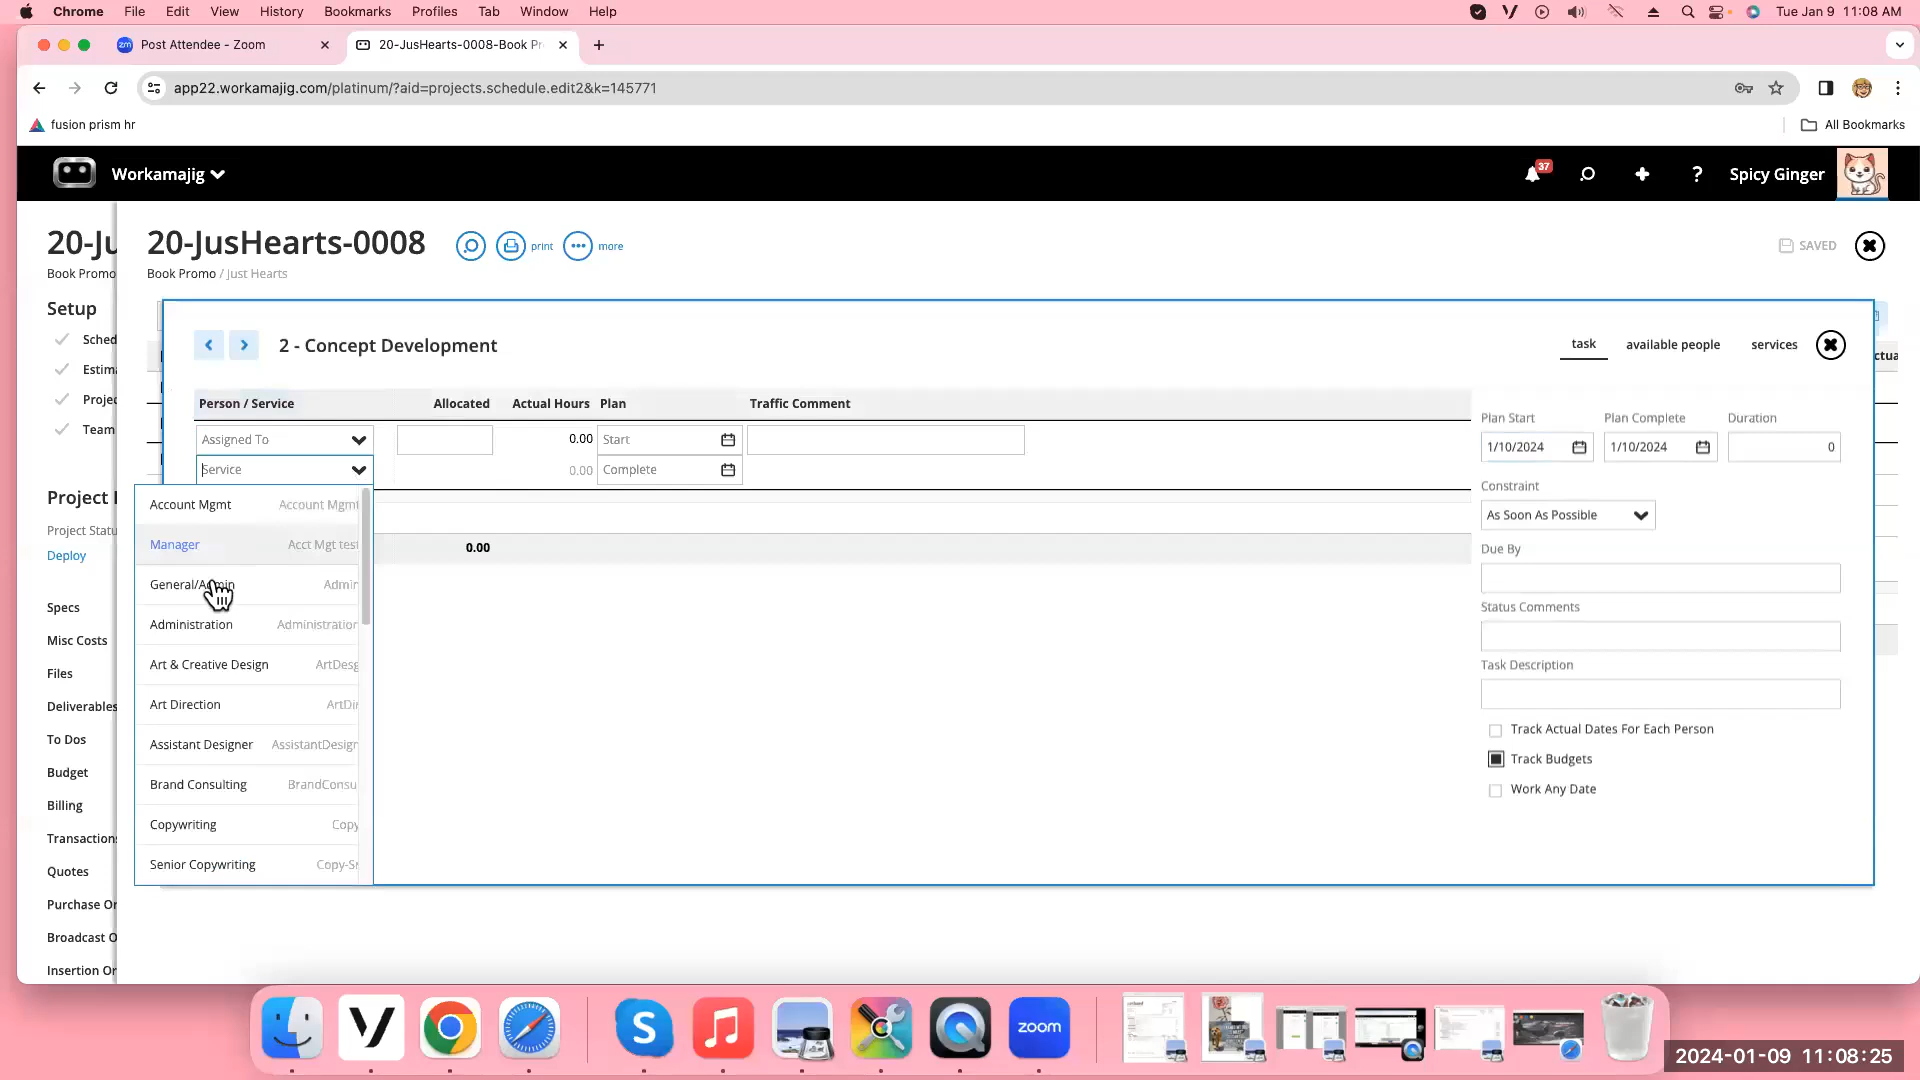 Chrome File Edit View History Bookmarks Profiles Tab Window Help Tue Jan 9 11:08 AM
zm Post Attendee - Zoom 20-JusHearts-0008-Book Pr
app22.workamajig.com/platinum/?aid=projects.schedule.edit2&k=145771
fusion prism hr All Bookmarks
Workamajig 37 ? Spicy Ginger
20-Ju 20-JusHearts-0008 print more SAVED
Book Promo Book Promo / Just Hearts
Setup
Sched
Estima
Projec
Team
Project
Project Statu
Deploy
Specs
Misc Costs
Files
Deliverables
To Dos
Budget
Billing
Transactions
Quotes
Purchase Or
Broadcast O
Insertion Or
2 - Concept Development task available people services
ctua
Person / Service Allocated Actual Hours Plan Traffic Comment
Assigned To 0.00 Start
Service 0.00 Complete
0.00
Account Mgmt Account Mgmt
Manager Acct Mgt test
General/Admin Admin
Administration Administration
Art & Creative Design ArtDesg
Art Direction ArtDir
Assistant Designer AssistantDesign
Brand Consulting BrandConsu
Copywriting Copy
Senior Copywriting Copy-Sr
Plan Start Plan Complete Duration
1/10/2024 1/10/2024 0
Constraint
As Soon As Possible
Due By
Status Comments
Task Description
Track Actual Dates For Each Person
Track Budgets
Work Any Date
zoom
2024-01-09 11:08:25